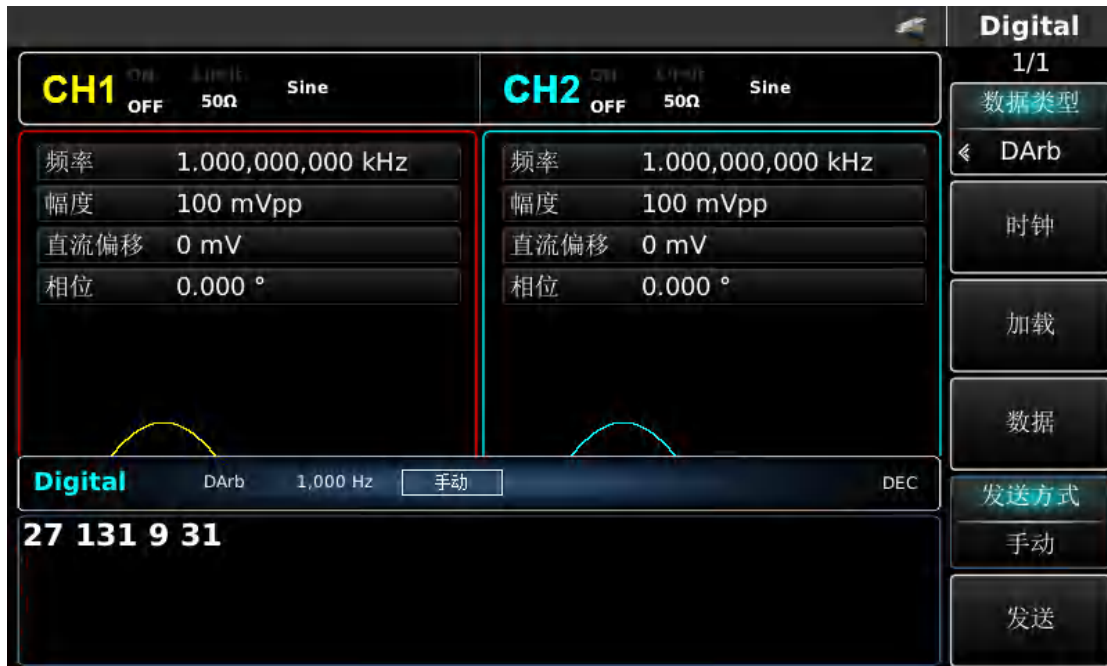 Digital
1/1
CH1 ON OFF Limit 50Ω Sine
CH2 ON OFF Limit 50Ω Sine
数据类型
DArb
频率 1.000,000,000 kHz
幅度 100 mVpp
直流偏移 0 mV
相位 0.000 °
频率 1.000,000,000 kHz
幅度 100 mVpp
直流偏移 0 mV
相位 0.000 °
时钟
加载
数据
Digital DArb 1,000 Hz 手动 DEC
27 131 9 31
发送方式
手动
发送